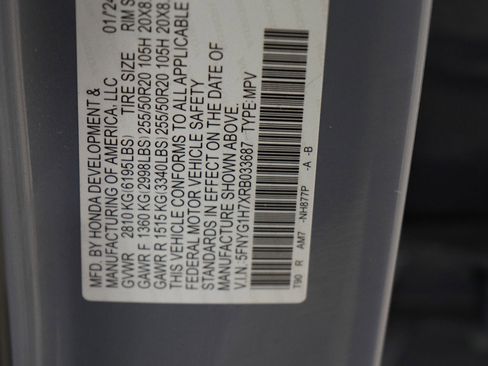 MFD. BY HONDA DEVELOPMENT & 01/24
MANUFACTURING OF AMERICA, LLC
GVWR 2810 KG (6195LBS) TIRE SIZE RIM S
GAWR F 1360 KG (2998LBS) 255/50R20 105H 20X8.
GAWR R 1515 KG (3340LBS) 255/50R20 105H 20X8.
THIS VEHICLE CONFORMS TO ALL APPLICABLE
FEDERAL MOTOR VEHICLE SAFETY
STANDARDS IN EFFECT ON THE DATE OF
MANUFACTURE SHOWN ABOVE.
V.I.N. 5FNYG1H7XRB033687 TYPE:MPV
T90 R AM7 -NH877P -A -B